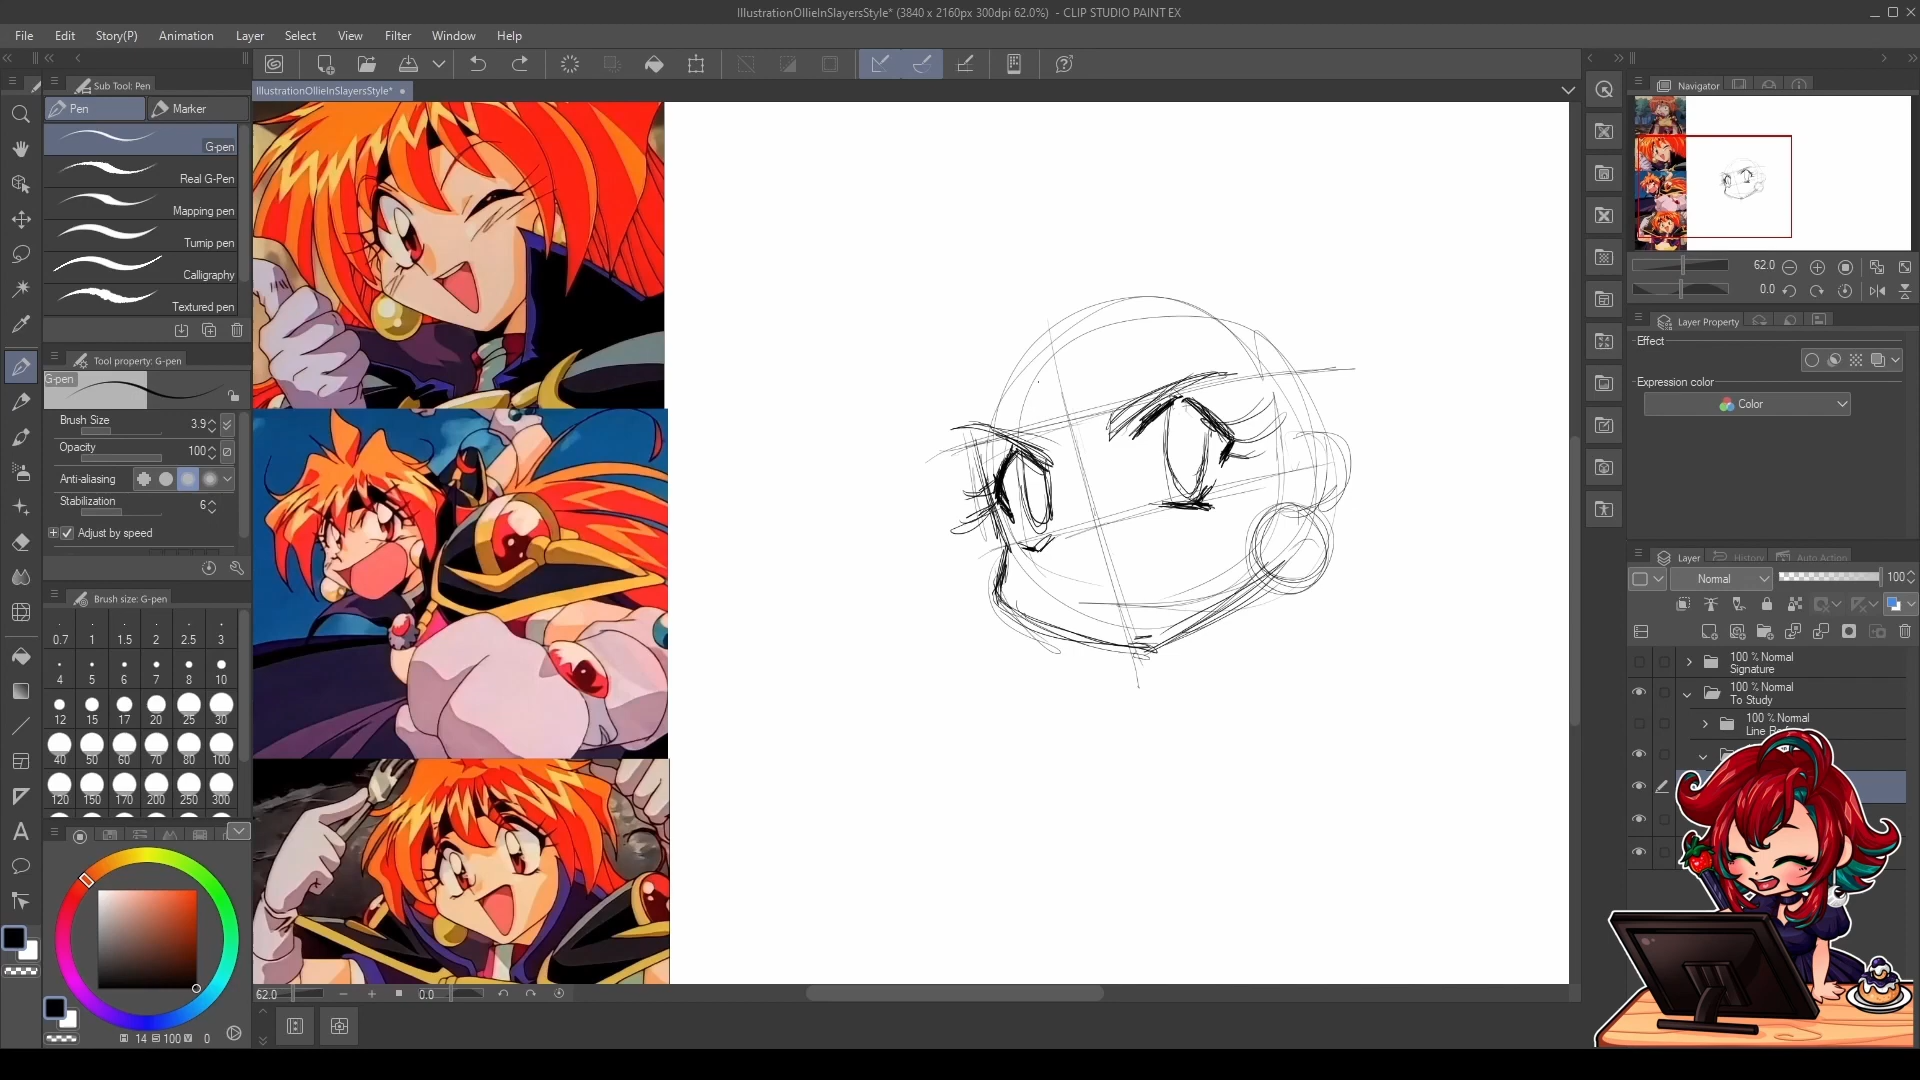 IllustrationOllieInSlayersStyle* (3840 x 2160px 300dpi 62.0%) - CLIP STUDIO PAINT EX
File Edit Story(P) Animation Layer Select View Filter Window Help
Sub Tool: Pen
Pen Marker
G-pen
Real G-Pen
Mapping pen
Turnip pen
Calligraphy
Textured pen
Tool property: G-pen
G-pen
Brush Size 3.9
Opacity 100
Anti-aliasing
Stabilization 6
Adjust by speed
Brush size: G-pen
0.7 1 1.5 2 2.5 3
4 5 6 7 8 10
12 15 17 20 25 30
40 50 60 70 80 100
120 150 170 200 250 300
14 100 0
IllustrationOllieInSlayersStyle*
62.0 0.0
Navigator
62.0
0.0
Layer Property
Effect
Expression color
Color
Layer History Auto Action
Normal 100
100 % Normal
Signature
100 % Normal
To Study
100 % Normal
Line